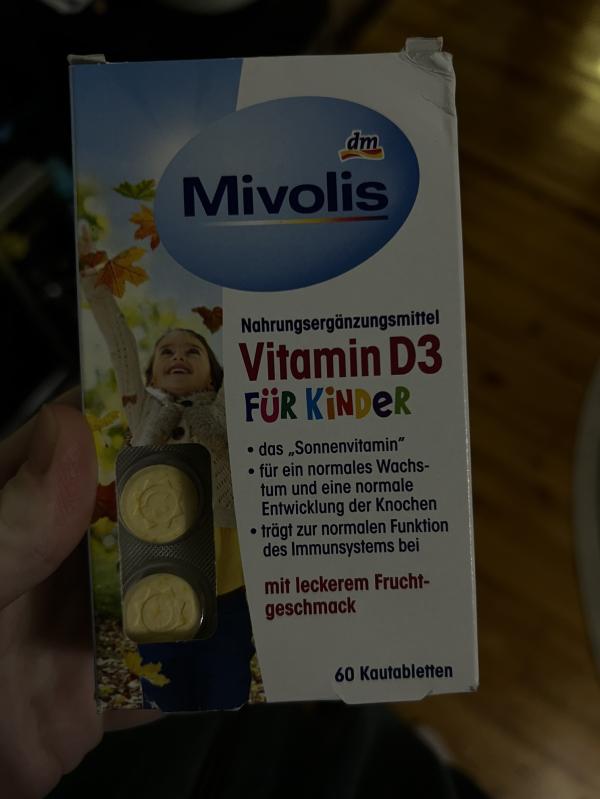 dm
Mivolis
Nahrungsergänzungsmittel
Vitamin D3
FÜR KiNDeR
• das „Sonnenvitamin“
• für ein normales Wachs-
tum und eine normale
Entwicklung der Knochen
• trägt zur normalen Funktion
des Immunsystems bei
mit leckerem Frucht-
geschmack
60 Kautabletten